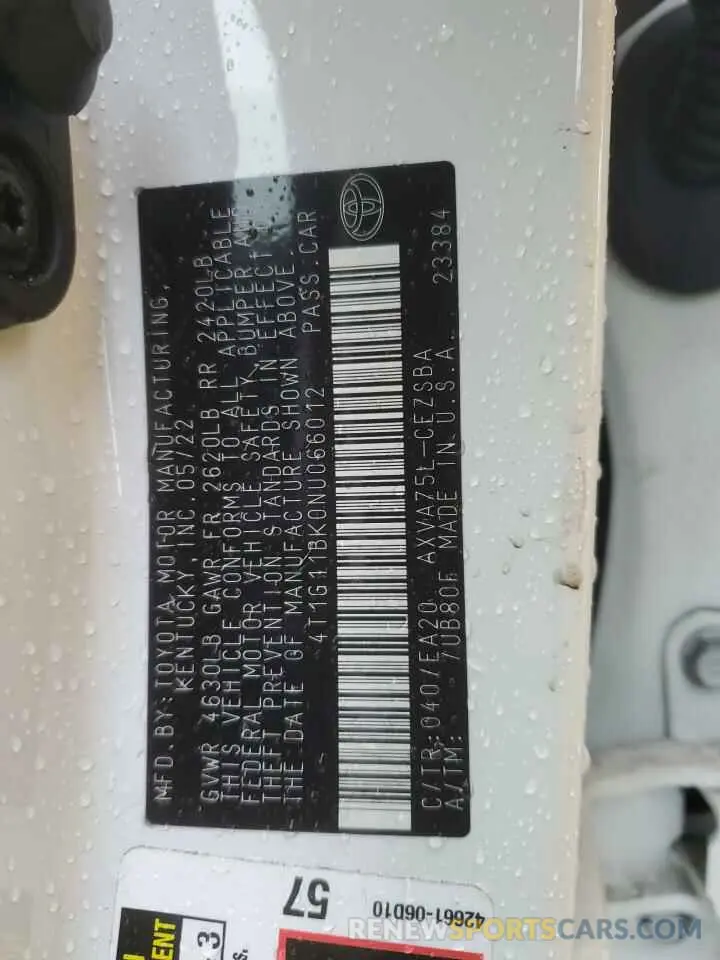 MFD.BY:TOYOTA MOTOR MANUFACTURING,
KENTUCKY, INC.05/22
GVWR 4630LB GAWR FR 2620LB RR 2420LB
THIS VEHICLE CONFORMS TO ALL APPLICABLE
FEDERAL MOTOR VEHICLE SAFETY, BUMPER AND
THEFT PREVENTION STANDARDS IN EFFECT
THE DATE OF MANUFACTURE SHOWN ABOVE.
4T1G11BK0NU066012 PASS.CAR
C/TR:040/EA20 AXVA75L-CEZSBA
A/TM: /UB80F MADE IN U.S.A 23384
57
42661-06D10
3
RENEWSPORTSCARS.COM